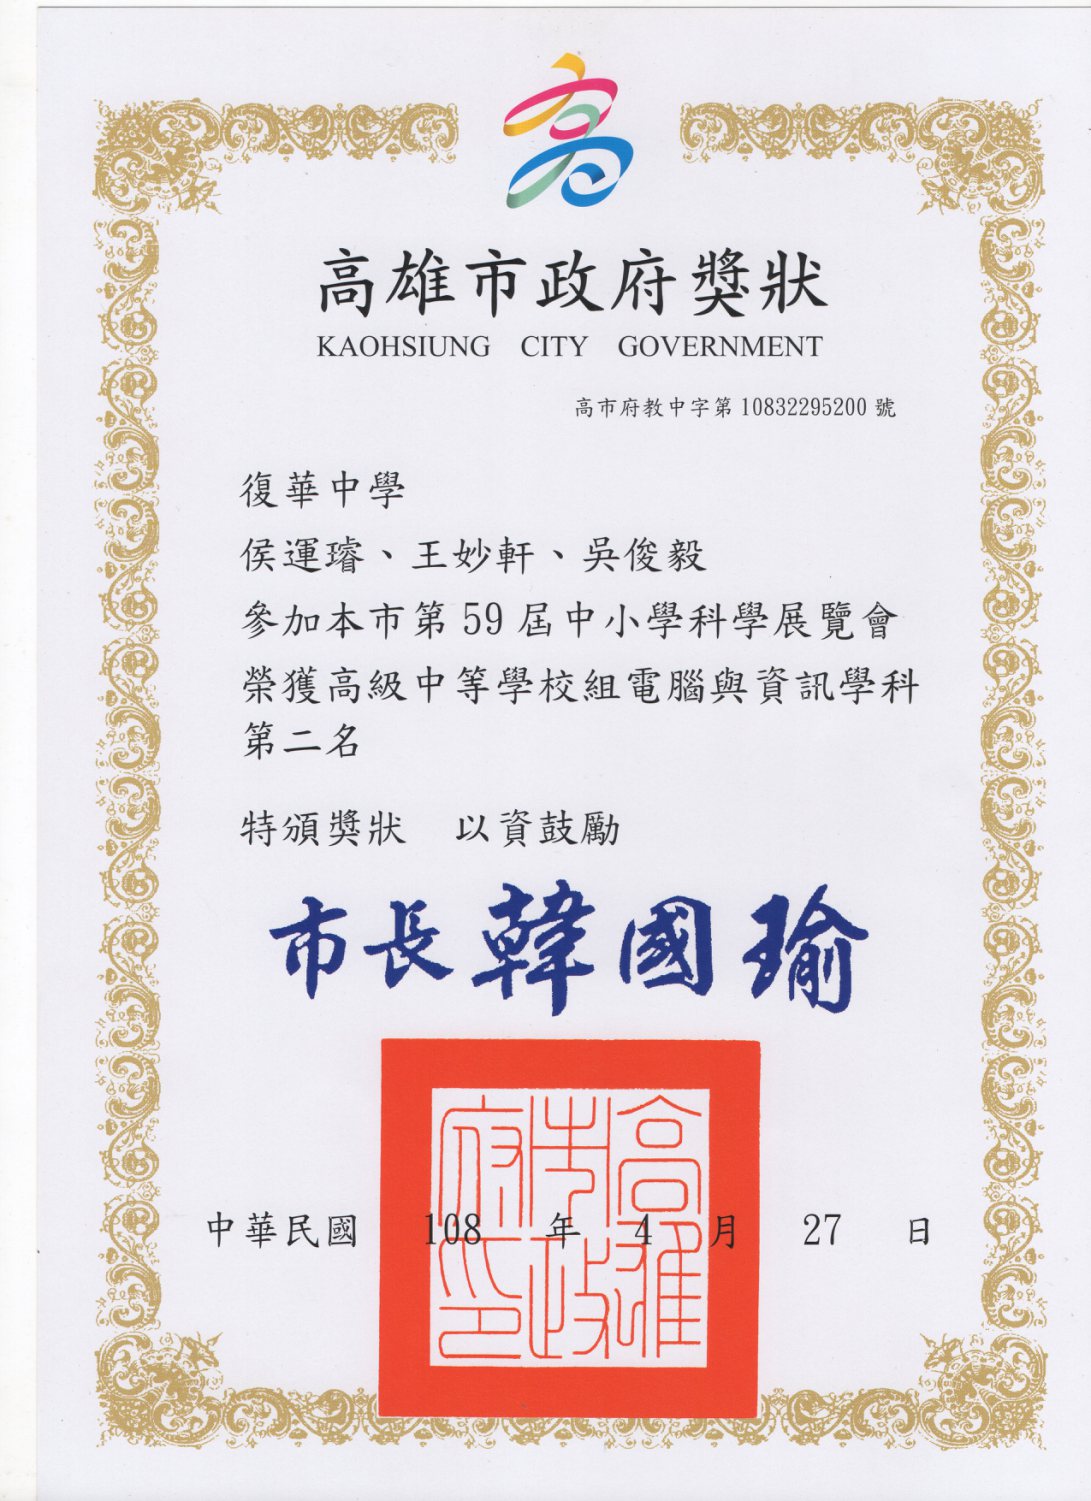 高雄市政府獎狀
KAOHSIUNG CITY GOVERNMENT
高市府教中字第 10832295200 號
復華中學
侯運璿、王妙軒、吳俊毅
參加本市第 59 屆中小學科學展覽會
榮獲高級中等學校組電腦與資訊學科
第二名
特頒獎狀 以資鼓勵
市長 韓國瑜
高雄市政府印
中華民國 108 年 4 月 27 日